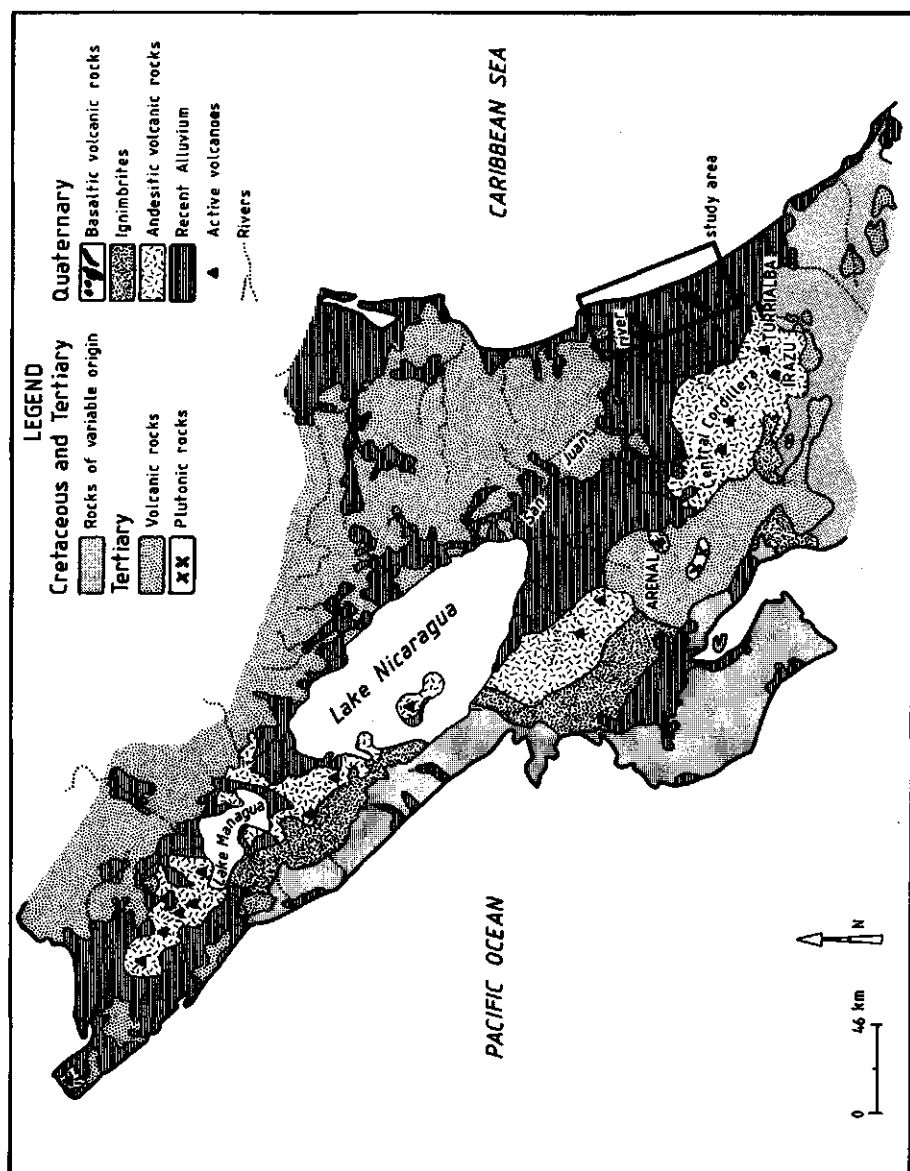 LEGEND
Cretaceous and Tertiary
Rocks of variable origin
Tertiary
Volcanic rocks
Plutonic rocks
Quaternary
Basaltic volcanic rocks
Ignimbrites
Andesitic volcanic rocks
Recent Alluvium
Active volcanoes
Rivers
CARIBBEAN SEA
PACIFIC OCEAN
Lake Managua
Lake Nicaragua
San Juan river
study area
ARENAL
Central Cordillera
IRAZU
TURRIALBA
0 46 km
N